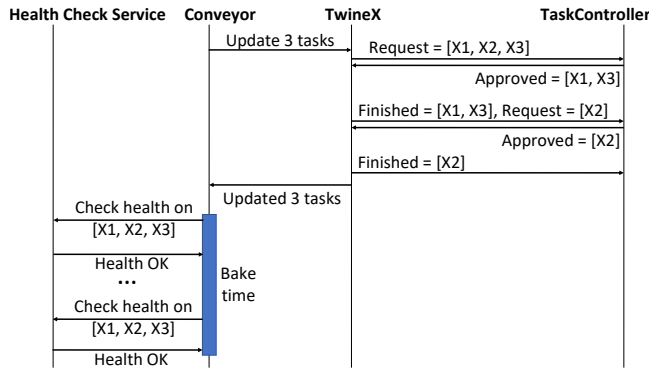 Health Check Service Conveyor TwineX TaskController
Update 3 tasks
Request = [X1, X2, X3]
Approved = [X1, X3]
Finished = [X1, X3], Request = [X2]
Approved = [X2]
Finished = [X2]
Updated 3 tasks
Check health on
[X1, X2, X3]
Health OK
...
Bake
time
Check health on
[X1, X2, X3]
Health OK